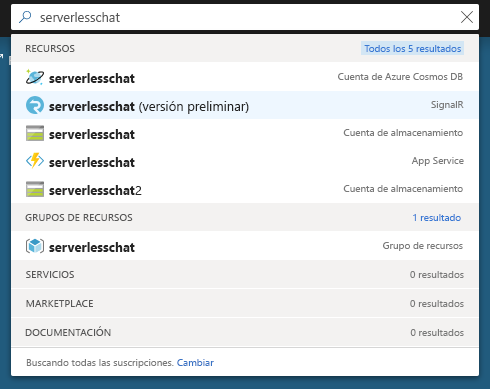 serverlesschat
RECURSOS Todos los 5 resultados
serverlesschat Cuenta de Azure Cosmos DB
serverlesschat (versión preliminar) SignalR
serverlesschat Cuenta de almacenamiento
serverlesschat App Service
serverlesschat2 Cuenta de almacenamiento
GRUPOS DE RECURSOS 1 resultado
serverlesschat Grupo de recursos
SERVICIOS 0 resultados
MARKETPLACE 0 resultados
DOCUMENTACIÓN 0 resultados
Buscando todas las suscripciones. Cambiar